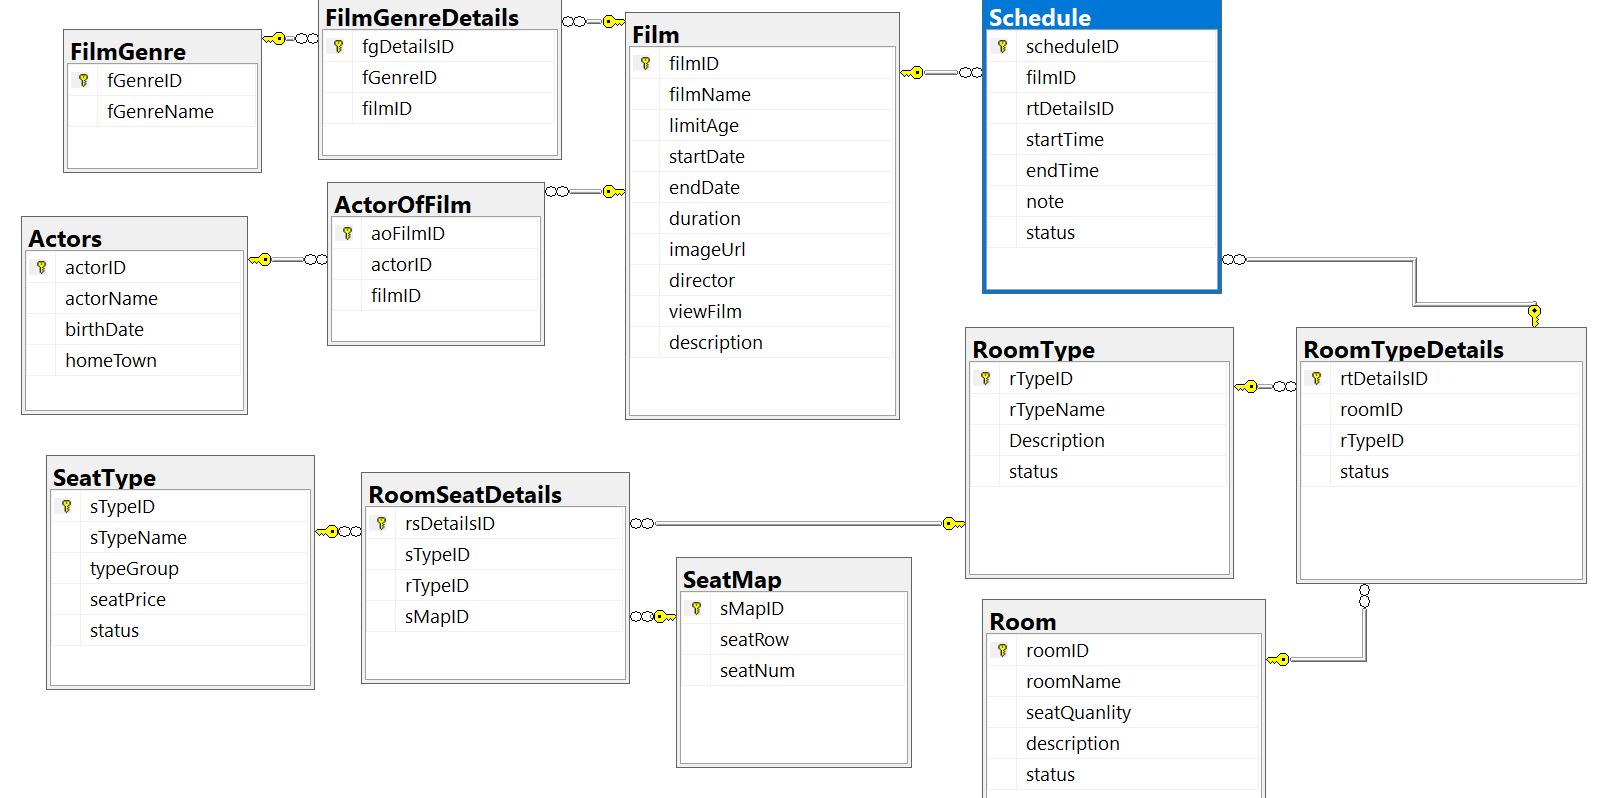 FilmGenre
fGenreID
fGenreName
FilmGenreDetails
fgDetailsID
fGenreID
filmID
Film
filmID
filmName
limitAge
startDate
endDate
duration
imageUrl
director
viewFilm
description
Schedule
scheduleID
filmID
rtDetailsID
startTime
endTime
note
status
Actors
actorID
actorName
birthDate
homeTown
ActorOfFilm
aoFilmID
actorID
filmID
RoomType
rTypeID
rTypeName
Description
status
RoomTypeDetails
rtDetailsID
roomID
rTypeID
status
SeatType
sTypeID
sTypeName
typeGroup
seatPrice
status
RoomSeatDetails
rsDetailsID
sTypeID
rTypeID
sMapID
SeatMap
sMapID
seatRow
seatNum
Room
roomID
roomName
seatQuanlity
description
status